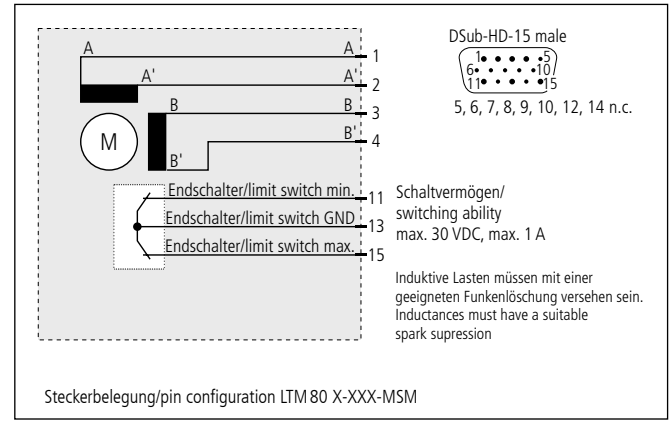 DSub-HD-15 male
1 5
6 10
11 15
5, 6, 7, 8, 9, 10, 12, 14 n.c.
A A 1
A' A' 2
B B 3
B' 4
M
B'
Endschalter/limit switch min. 11
Endschalter/limit switch GND 13
Endschalter/limit switch max. 15
Schaltvermögen/
switching ability
max. 30 VDC, max. 1 A
Induktive Lasten müssen mit einer
geeigneten Funkenlöschung versehen sein.
Inductances must have a suitable
spark supression
Steckerbelegung/pin configuration LTM 80 X-XXX-MSM